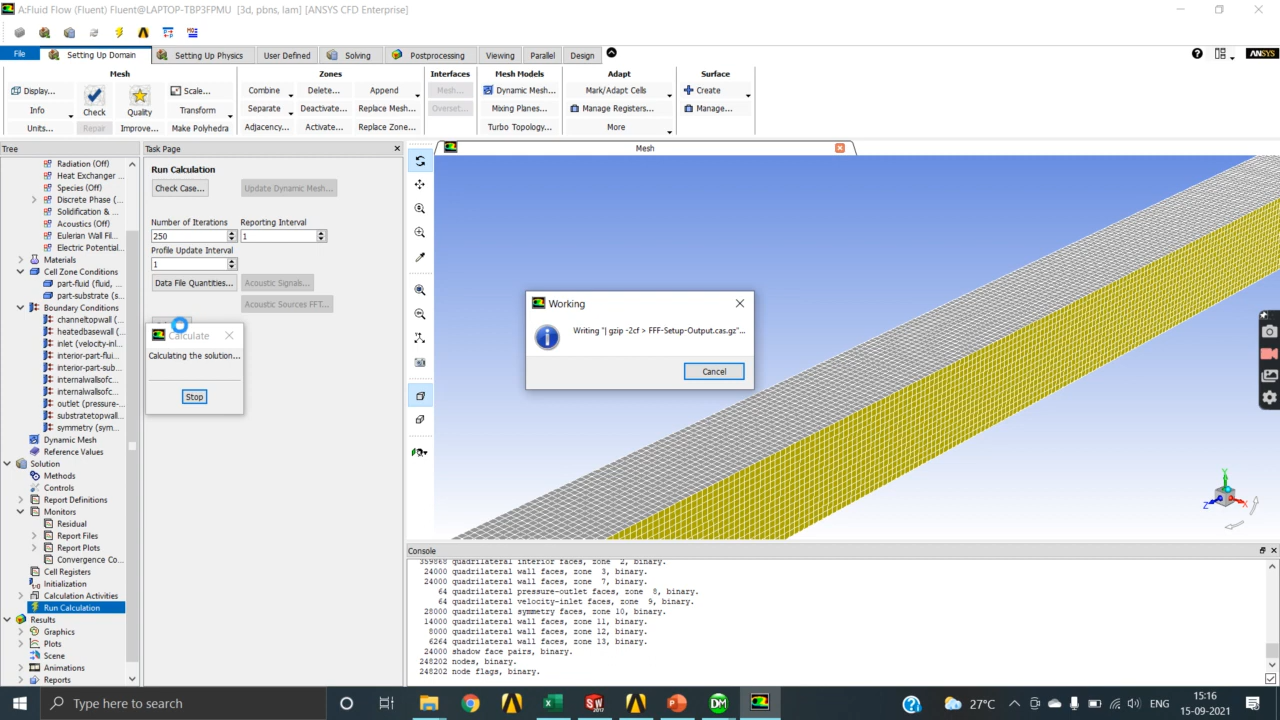 A:Fluid Flow (Fluent) Fluent@LAPTOP-TBP3FPMU [3d, pbns, lam] [ANSYS CFD Enterprise]
File
Setting Up Domain
Setting Up Physics
User Defined
Solving
Postprocessing
Viewing
Parallel
Design
ANSYS
Mesh
Zones
Interfaces
Mesh Models
Adapt
Surface
Display...
Scale...
Combine
Delete...
Append
Mesh...
Dynamic Mesh...
Mark/Adapt Cells
Create
Info
Check
Quality
Transform
Separate
Deactivate...
Replace Mesh...
Overset...
Mixing Planes...
Manage Registers...
Manage...
Units...
Repair
Improve...
Make Polyhedra
Adjacency...
Activate...
Replace Zone...
Turbo Topology...
More
Tree
Radiation (Off)
Heat Exchanger ...
Species (Off)
Discrete Phase (...
Solidification & ...
Acoustics (Off)
Eulerian Wall Fil...
Electric Potential...
Materials
Cell Zone Conditions
part-fluid (fluid, ...
part-substrate (s...
Boundary Conditions
channeltopwall (...
heatedbasewall (...
inlet (velocity-inl...
interior-part-flui...
interior-part-sub...
internalwallsofc...
internalwallsofc...
outlet (pressure-...
substratetopwall...
symmetry (sym...
Dynamic Mesh
Reference Values
Solution
Methods
Controls
Report Definitions
Monitors
Residual
Report Files
Report Plots
Convergence Co...
Cell Registers
Initialization
Calculation Activities
Run Calculation
Results
Graphics
Plots
Scene
Animations
Reports
Task Page
Run Calculation
Check Case...
Update Dynamic Mesh...
Number of Iterations
Reporting Interval
250
1
Profile Update Interval
1
Data File Quantities...
Acoustic Signals...
Acoustic Sources FFT...
Calculate
Calculating the solution...
Stop
Mesh
Working
Writing "| gzip -2cf > FFF-Setup-Output.cas.gz"...
Cancel
Y
Z
X
Console
359868 quadrilateral interior faces, zone 2, binary.
24000 quadrilateral wall faces, zone 3, binary.
24000 quadrilateral wall faces, zone 7, binary.
64 quadrilateral pressure-outlet faces, zone 8, binary.
64 quadrilateral velocity-inlet faces, zone 9, binary.
28000 quadrilateral symmetry faces, zone 10, binary.
14000 quadrilateral wall faces, zone 11, binary.
8000 quadrilateral wall faces, zone 12, binary.
6264 quadrilateral wall faces, zone 13, binary.
24000 shadow face pairs, binary.
248202 nodes, binary.
248202 node flags, binary.
Type here to search
27°C
ENG
15:16
15-09-2021